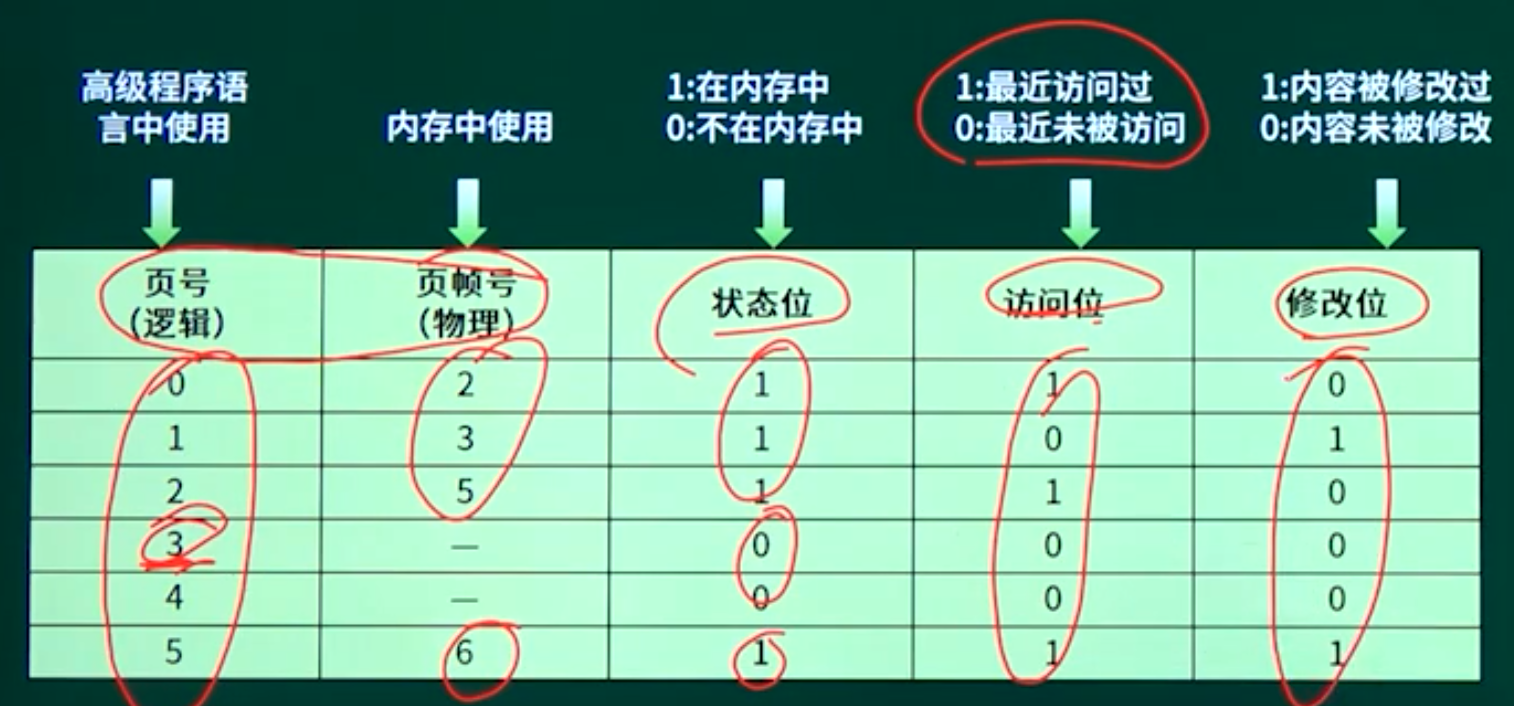 高级程序语
言中使用
内存中使用
1:在内存中
0:不在内存中
1:最近访问过
0:最近未被访问
1:内容被修改过
0:内容未被修改
页号
(逻辑)
页帧号
(物理)
状态位
访问位
修改位
0 2 1 1 0
1 3 1 0 1
2 5 1 1 0
3 — 0 0 0
4 — 0 0 0
5 6 1 1 1